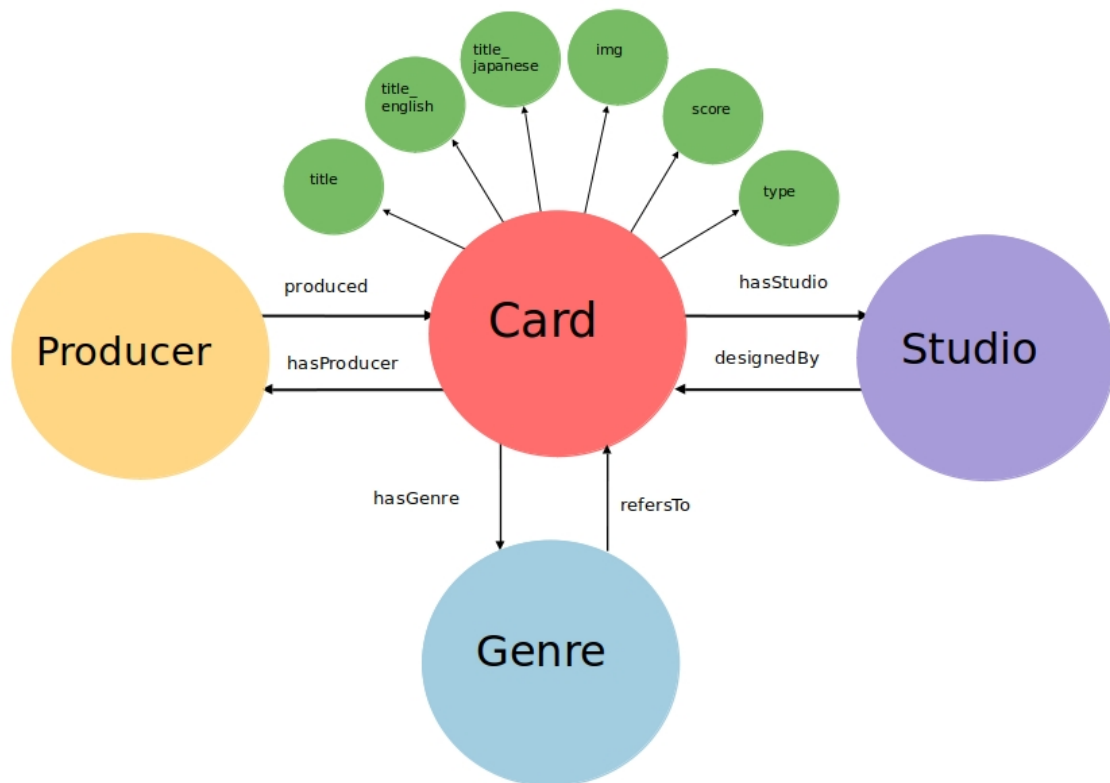 title_
japanese
img
title_
english
score
title
type
produced
hasStudio
Card
Producer
Studio
hasProducer
designedBy
hasGenre
refersTo
Genre